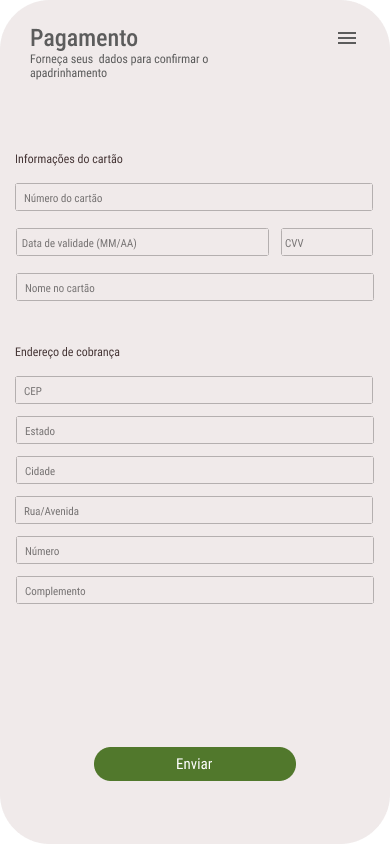 Pagamento
Forneça seus  dados para confirmar o
apadrinhamento
Informações do cartão
Número do cartão
Data de validade (MM/AA)
CVV
Nome no cartão
Endereço de cobrança
CEP
Estado
Cidade
Rua/Avenida
Número
Complemento
Enviar